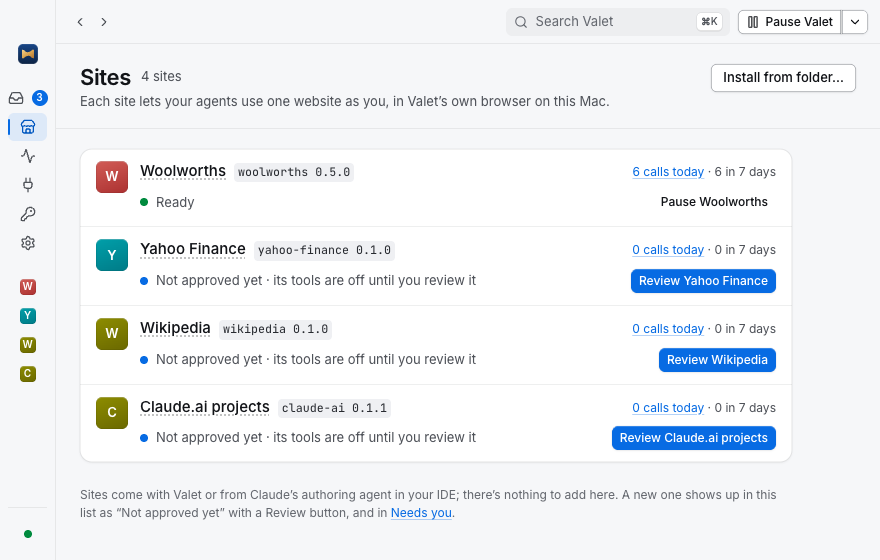 Search Valet ⌘K Pause Valet
3
Sites 4 sites Install from folder...
Each site lets your agents use one website as you, in Valet's own browser on this Mac.
W Woolworths woolworths 0.5.0 6 calls today · 6 in 7 days
Ready Pause Woolworths
Y Yahoo Finance yahoo-finance 0.1.0 0 calls today · 0 in 7 days
Not approved yet · its tools are off until you review it Review Yahoo Finance
W Wikipedia wikipedia 0.1.0 0 calls today · 0 in 7 days
Not approved yet · its tools are off until you review it Review Wikipedia
C Claude.ai projects claude-ai 0.1.1 0 calls today · 0 in 7 days
Not approved yet · its tools are off until you review it Review Claude.ai projects
W
Y
W
C
Sites come with Valet or from Claude's authoring agent in your IDE; there's nothing to add here. A new one shows up in this
list as “Not approved yet” with a Review button, and in Needs you.